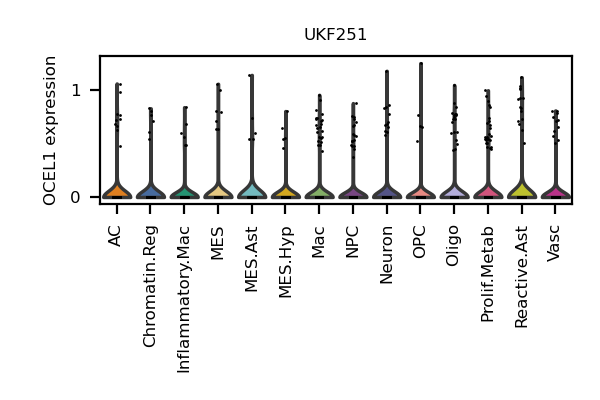 UKF251
OCEL1 expression
1
0
AC
Chromatin.Reg
Inflammatory.Mac
MES
MES.Ast
MES.Hyp
Mac
NPC
Neuron
OPC
Oligo
Prolif.Metab
Reactive.Ast
Vasc